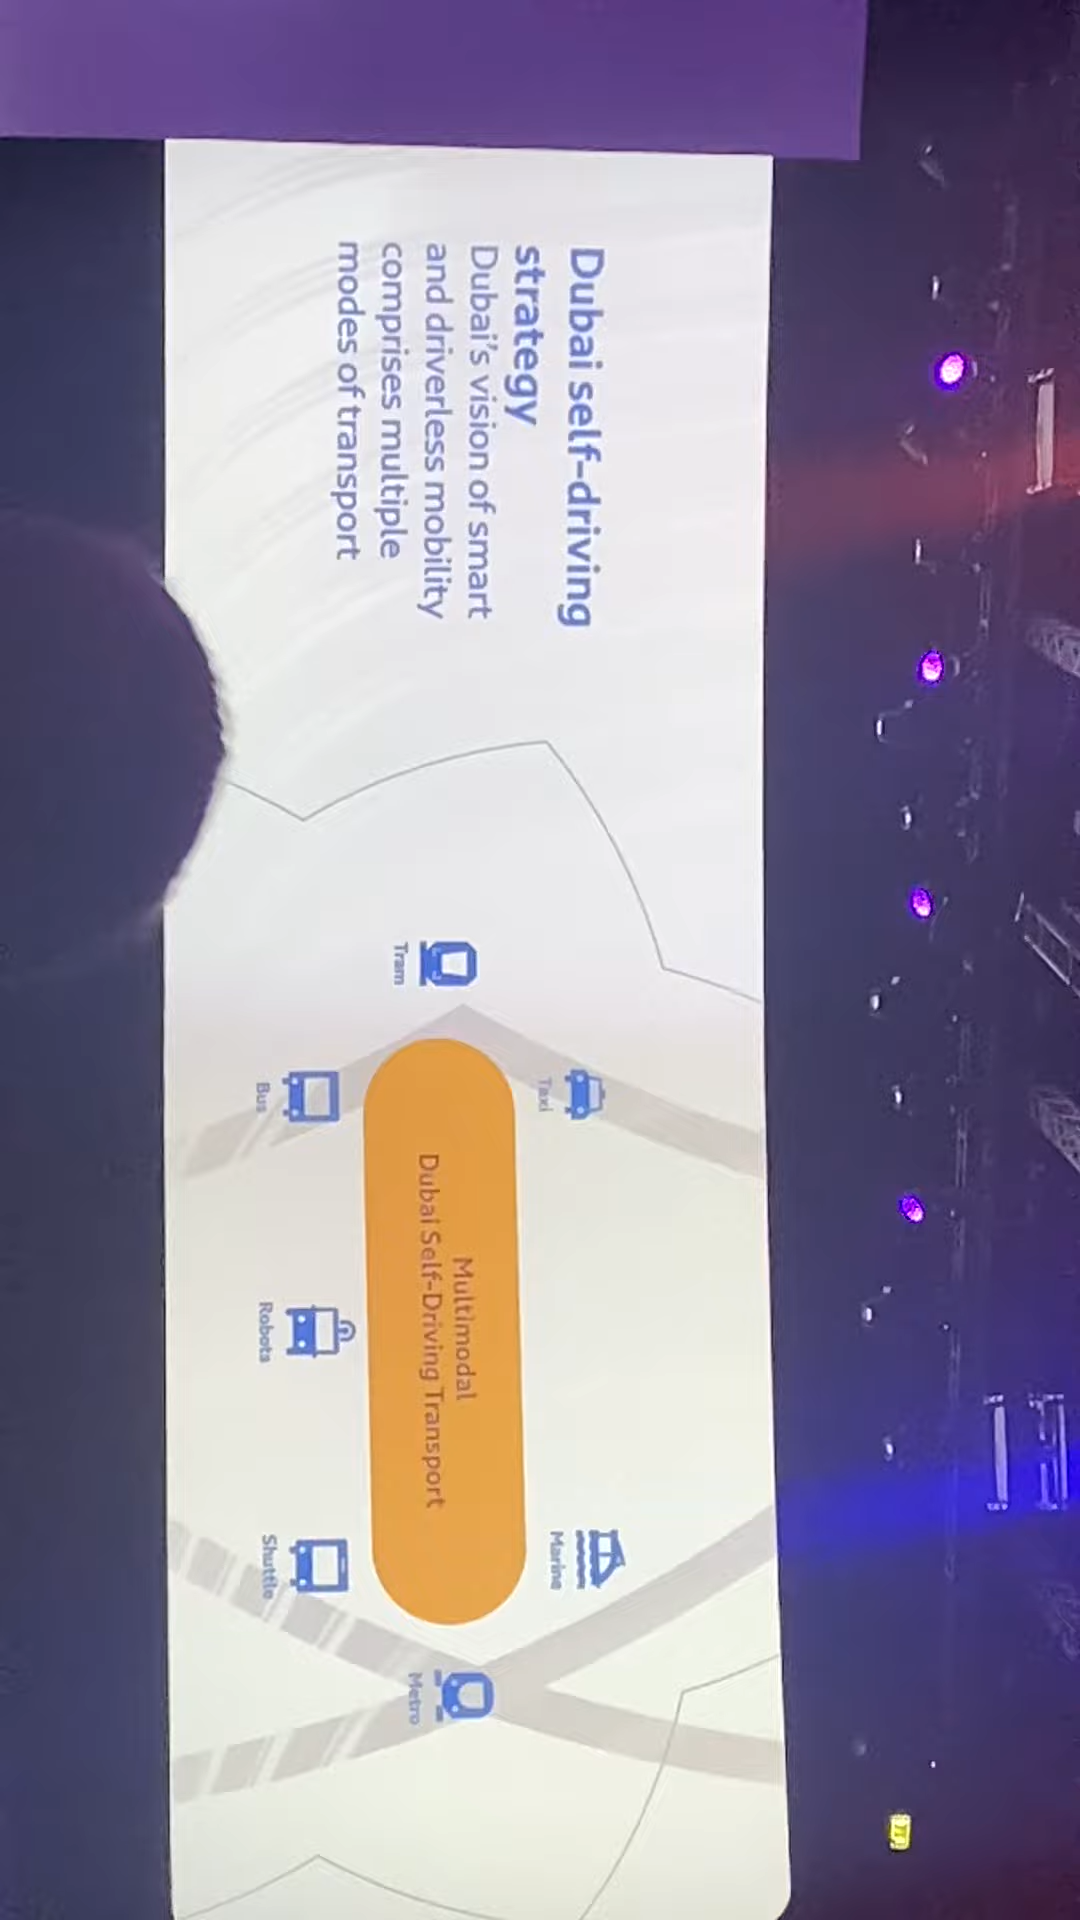 Dubai self-driving
strategy
Dubai's vision of smart
and driverless mobility
comprises multiple
modes of transport
Taxi
Marine
Tram
Multimodal
Dubai Self-Driving Transport
Metro
Bus
Robots
Shuttle